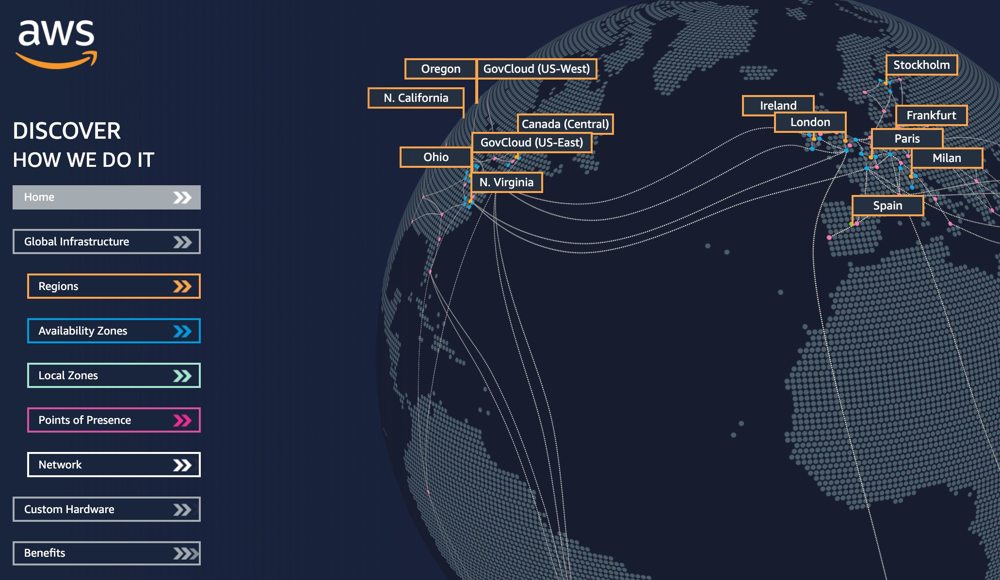 aws
DISCOVER
HOW WE DO IT
Home
Global Infrastructure
Regions
Availability Zones
Local Zones
Points of Presence
Network
Custom Hardware
Benefits
Oregon
GovCloud (US-West)
N. California
Canada (Central)
GovCloud (US-East)
Ohio
N. Virginia
Stockholm
Ireland
London
Frankfurt
Paris
Milan
Spain